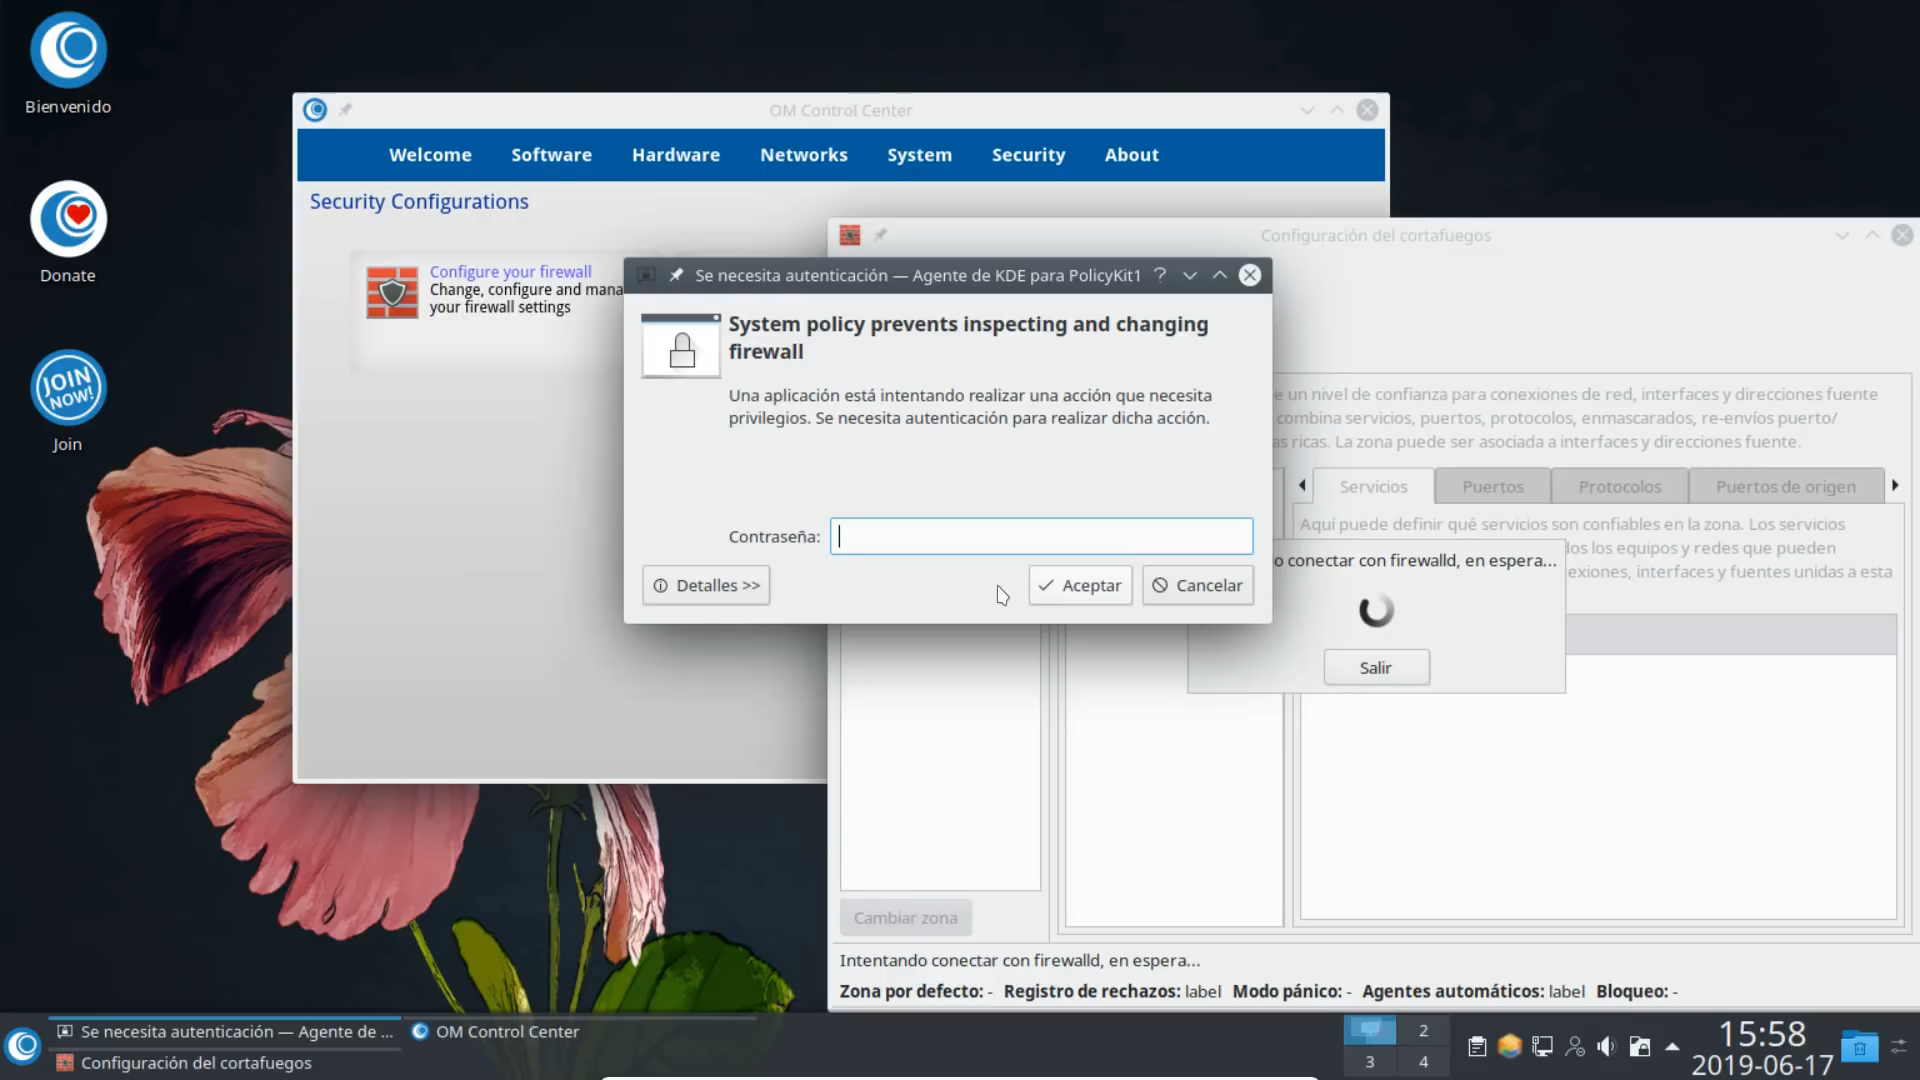 Bienvenido
Donate
JOIN NOW!
Join
OM Control Center
Welcome Software Hardware Networks System Security About
Security Configurations
Configure your firewall
Change, configure and mana
your firewall settings
Configuración del cortafuegos
Se necesita autenticación — Agente de KDE para PolicyKit1 ?
System policy prevents inspecting and changing
firewall
Una aplicación está intentando realizar una acción que necesita
privilegios. Se necesita autenticación para realizar dicha acción.
Contraseña:
Detalles >>
Aceptar
Cancelar
e un nivel de confianza para conexiones de red, interfaces y direcciones fuente
combina servicios, puertos, protocolos, enmascarados, re-envíos puerto/
as ricas. La zona puede ser asociada a interfaces y direcciones fuente.
Servicios Puertos Protocolos Puertos de origen
Aquí puede definir qué servicios son confiables en la zona. Los servicios
los los equipos y redes que pueden
exiones, interfaces y fuentes unidas a esta
o conectar con firewalld, en espera...
Salir
Cambiar zona
Intentando conectar con firewalld, en espera...
Zona por defecto: - Registro de rechazos: label Modo pánico: - Agentes automáticos: label Bloqueo: -
Se necesita autenticación — Agente de ...
OM Control Center
Configuración del cortafuegos
2
3 4
15:58
2019-06-17